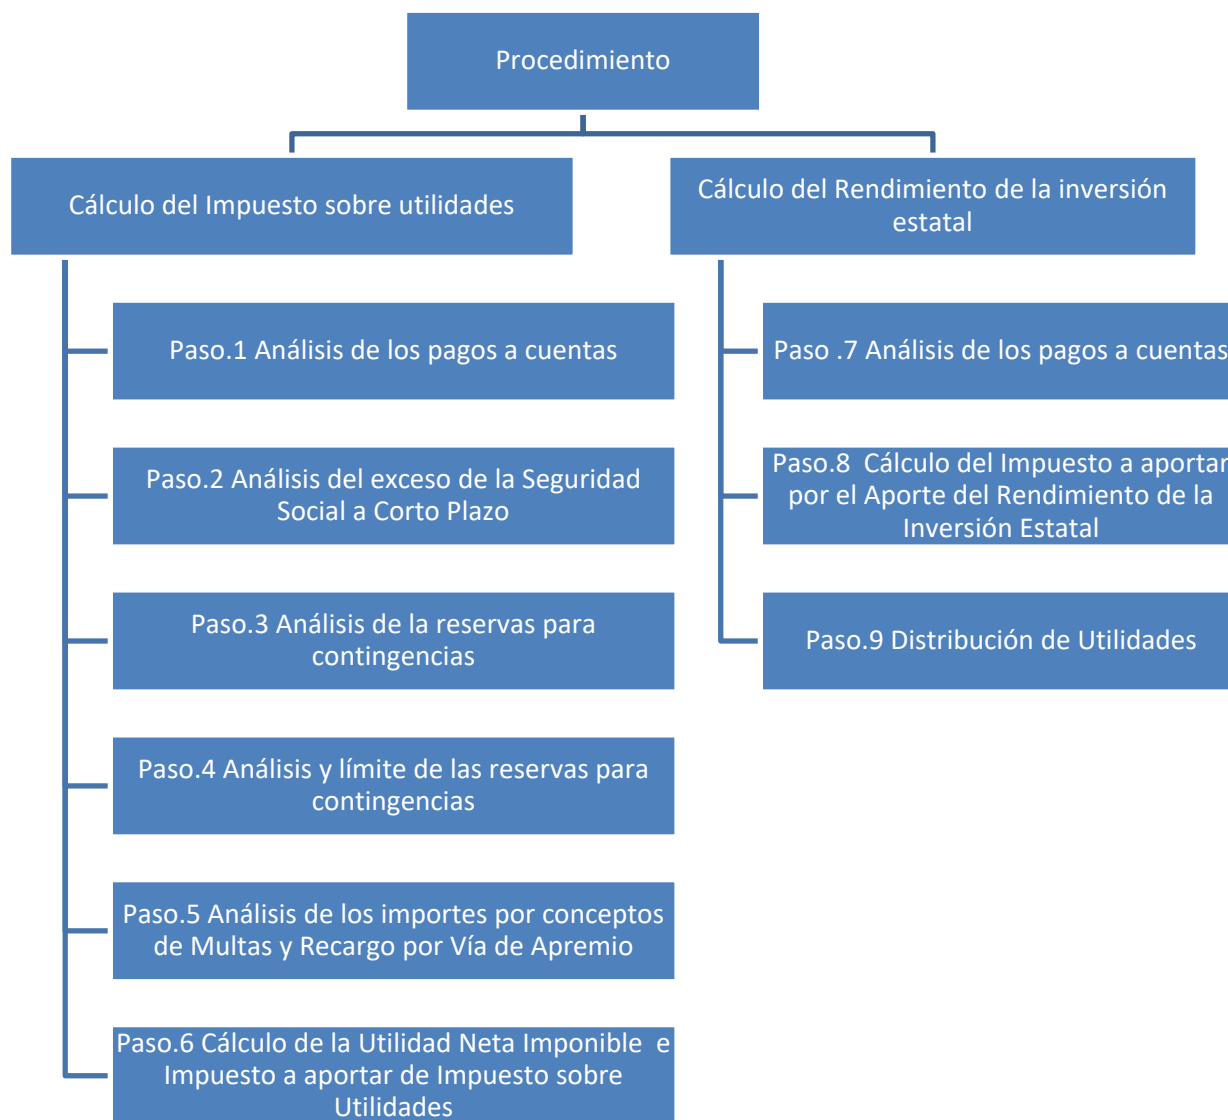 Procedimiento
Cálculo del Impuesto sobre utilidades
Paso.1 Análisis de los pagos a cuentas
Paso.2 Análisis del exceso de la Seguridad
Social a Corto Plazo
Paso.3 Análisis de la reservas para
contingencias
Paso.4 Análisis y límite de las reservas para
contingencias
Paso.5 Análisis de los importes por conceptos
de Multas y Recargo por Vía de Apremio
Paso.6 Cálculo de la Utilidad Neta Imponible e
Impuesto a aportar de Impuesto sobre
Utilidades
Cálculo del Rendimiento de la inversión
estatal
Paso .7 Análisis de los pagos a cuentas
Paso.8 Cálculo del Impuesto a aportar
por el Aporte del Rendimiento de la
Inversión Estatal
Paso.9 Distribución de Utilidades